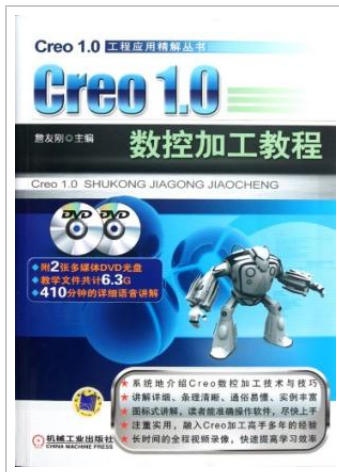 Creo 1.0 工程应用精解丛书
Creo 1.0
詹友刚 主编
数控加工教程
Creo 1.0 SHUKONG JIAGONG JIAOCHENG
DVD DVD
附2张多媒体DVD光盘
教学文件共计6.3G
410分钟的详细语音讲解
★ 系统地介绍Creo数控加工技术与技巧
★ 讲解详细、条理清晰、通俗易懂、实例丰富
★ 图标式讲解，读者能准确操作软件，尽快上手
★ 注重实用，融入Creo加工高手多年的经验
★ 长时间的全程视频录像，快速提高学习效率
机械工业出版社